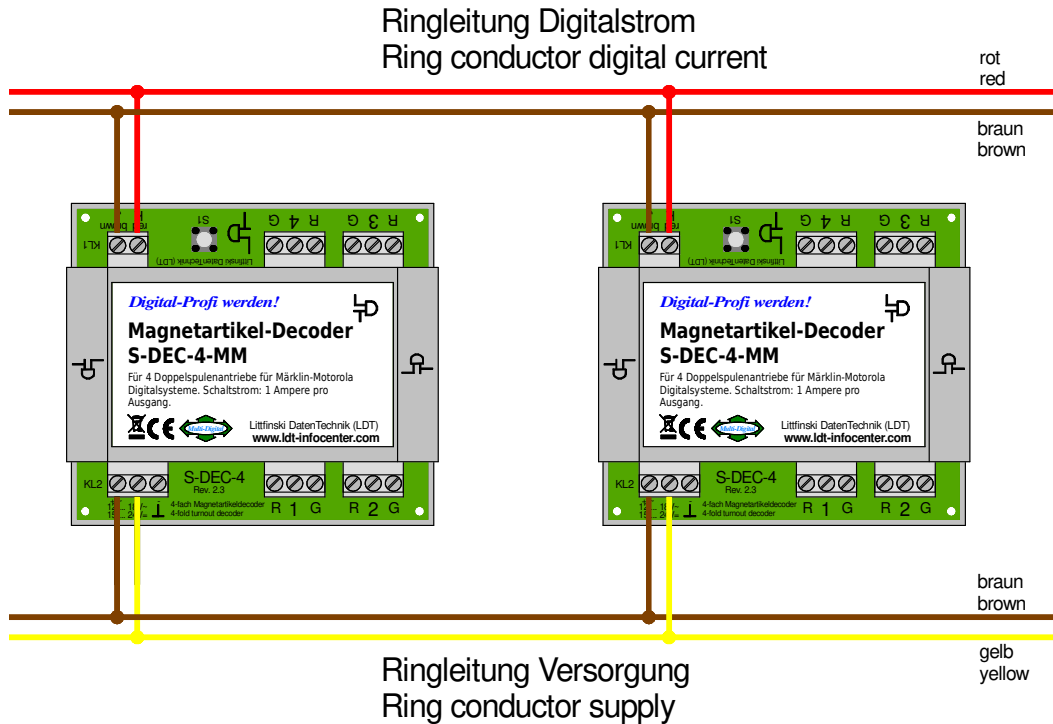 Ringleitung Digitalstrom
Ring conductor digital current
rot
red
braun
brown
red brown
S1
G 4 R
G 3 R
KL1
Littfinski DatenTechnik (LDT)
Digital-Profi werden!
Magnetartikel-Decoder
S-DEC-4-MM
Für 4 Doppelspulenantriebe für Märklin-Motorola
Digitalsysteme. Schaltstrom: 1 Ampere pro
Ausgang.
CE
Multi-Digital
Littfinski DatenTechnik (LDT)
www.ldt-infocenter.com
KL2
S-DEC-4
Rev. 2.3
4-fach Magnetartikeldecoder
4-fold turnout decoder
R 1 G
R 2 G
red brown
S1
G 4 R
G 3 R
KL1
Littfinski DatenTechnik (LDT)
Digital-Profi werden!
Magnetartikel-Decoder
S-DEC-4-MM
Für 4 Doppelspulenantriebe für Märklin-Motorola
Digitalsysteme. Schaltstrom: 1 Ampere pro
Ausgang.
CE
Multi-Digital
Littfinski DatenTechnik (LDT)
www.ldt-infocenter.com
KL2
S-DEC-4
Rev. 2.3
4-fach Magnetartikeldecoder
4-fold turnout decoder
R 1 G
R 2 G
braun
brown
gelb
yellow
Ringleitung Versorgung
Ring conductor supply